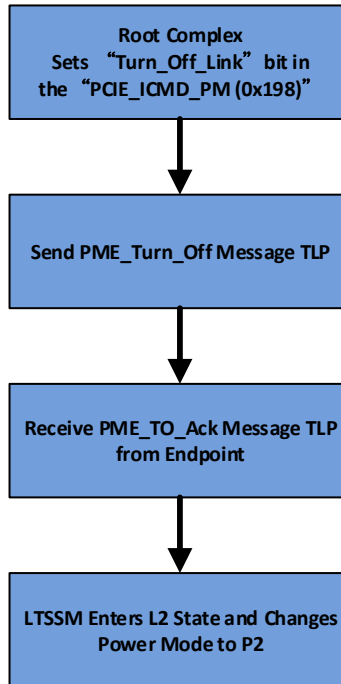 Root Complex
Sets “Turn_Off_Link” bit in
the “PCIE_ICMD_PM (0x198)”
Send PME_Turn_Off Message TLP
Receive PME_TO_Ack Message TLP
from Endpoint
LTSSM Enters L2 State and Changes
Power Mode to P2